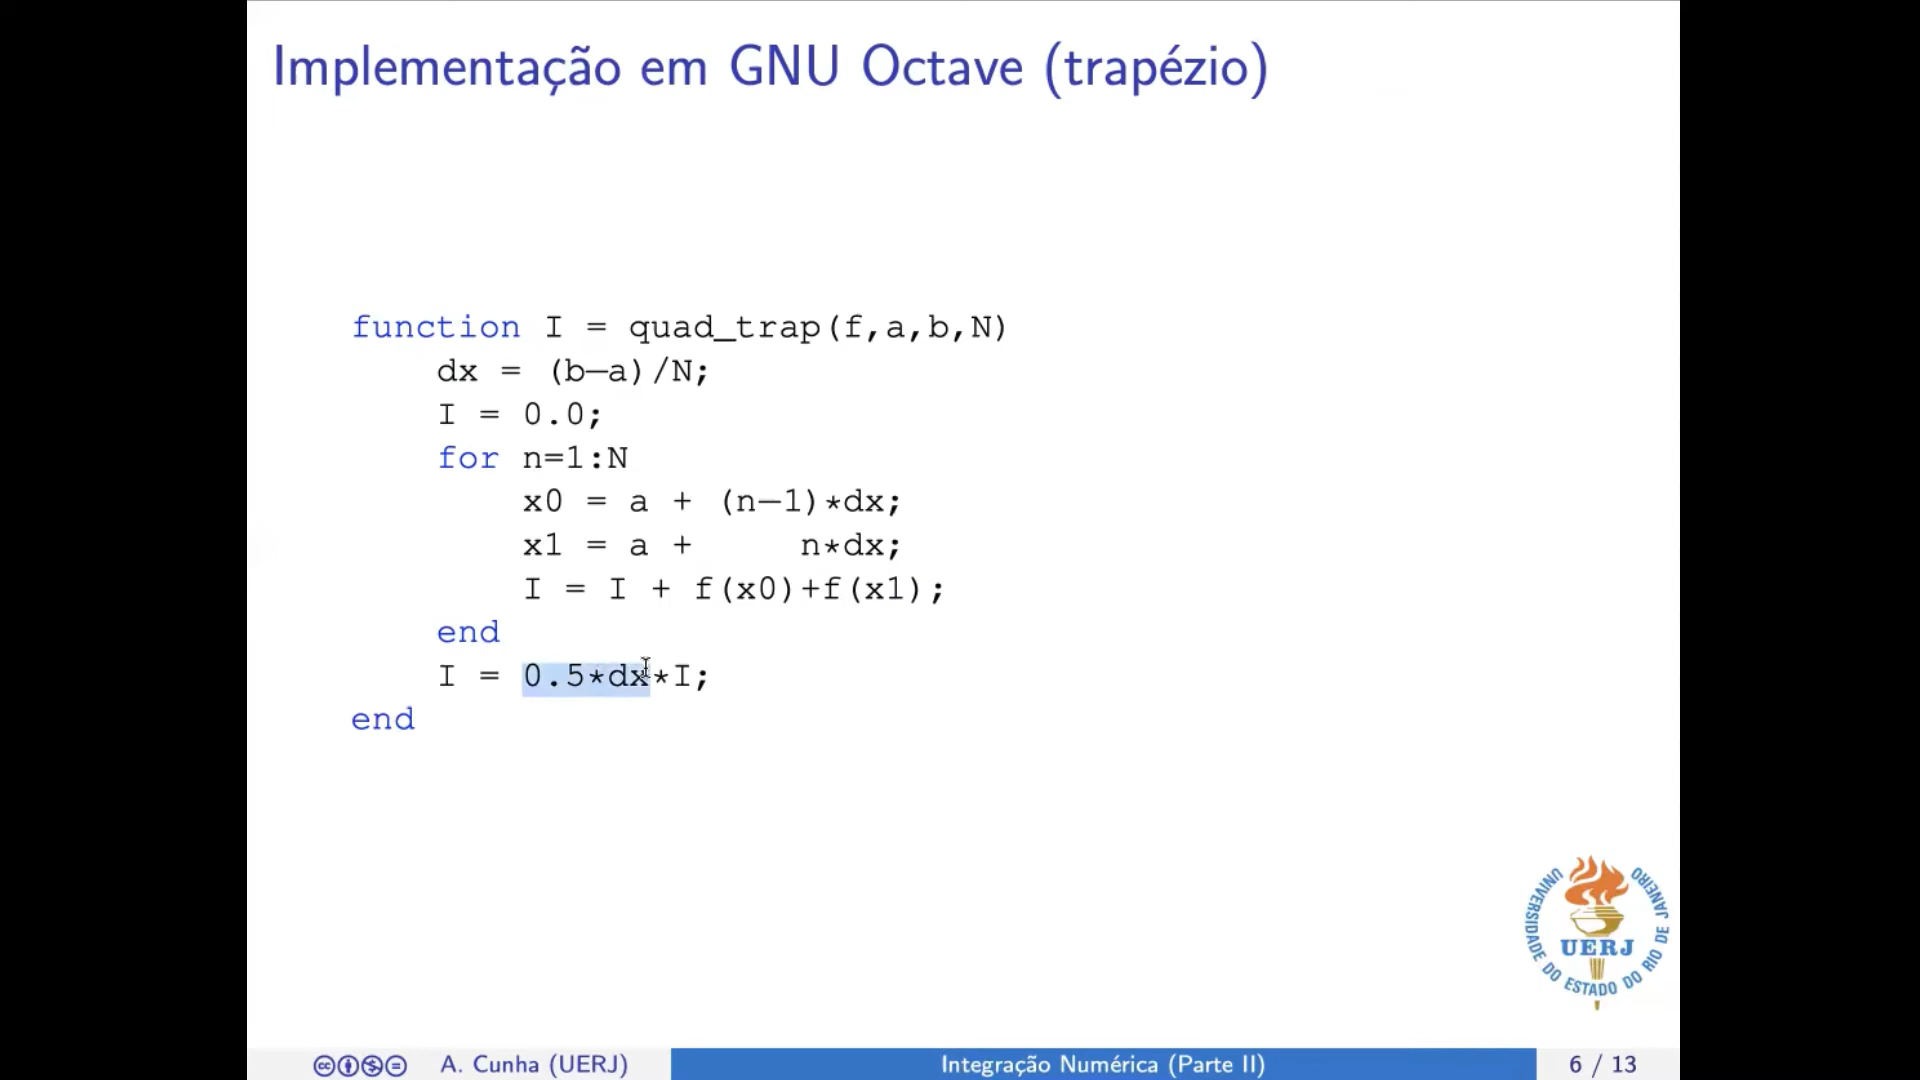 Implementação em GNU Octave (trapézio)
function I = quad_trap(f,a,b,N)
dx = (b−a)/N;
I = 0.0;
for n=1:N
x0 = a + (n−1)*dx;
x1 = a + n*dx;
I = I + f(x0)+f(x1);
end
I = 0.5*dx*I;
end
UNIVERSIDADE DO ESTADO DO RIO DE JANEIRO
UERJ
A. Cunha (UERJ)
Integração Numérica (Parte II)
6 / 13